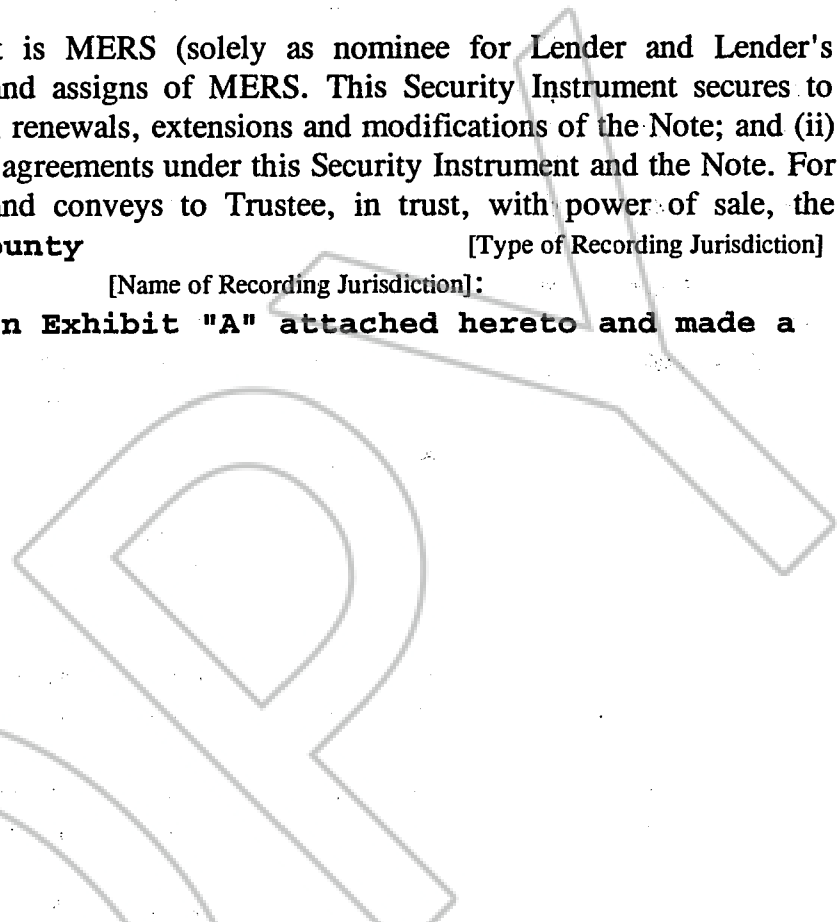 is MERS (solely as nominee for Lender and Lender's
and assigns of MERS. This Security Instrument secures to
renewals, extensions and modifications of the Note; and (ii)
agreements under this Security Instrument and the Note. For
and conveys to Trustee, in trust, with power of sale, the
ounty [Type of Recording Jurisdiction]
[Name of Recording Jurisdiction]:
n Exhibit "A" attached hereto and made a
PY